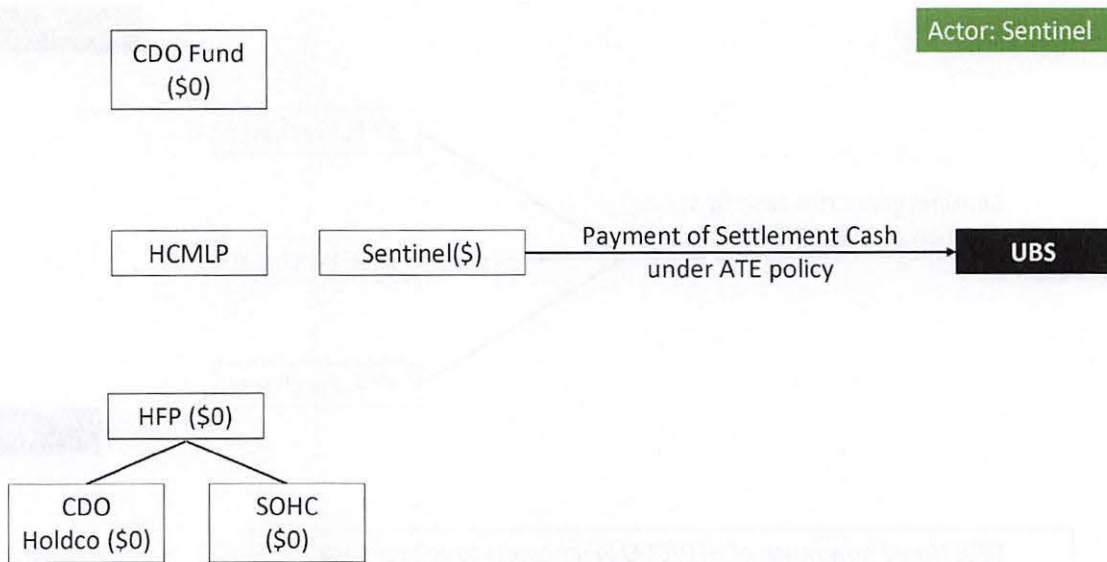 Actor: Sentinel
CDO Fund
($0)
HCMLP
Sentinel($)
Payment of Settlement Cash
under ATE policy
UBS
HFP ($0)
CDO
Holdco ($0)
SOHC
($0)